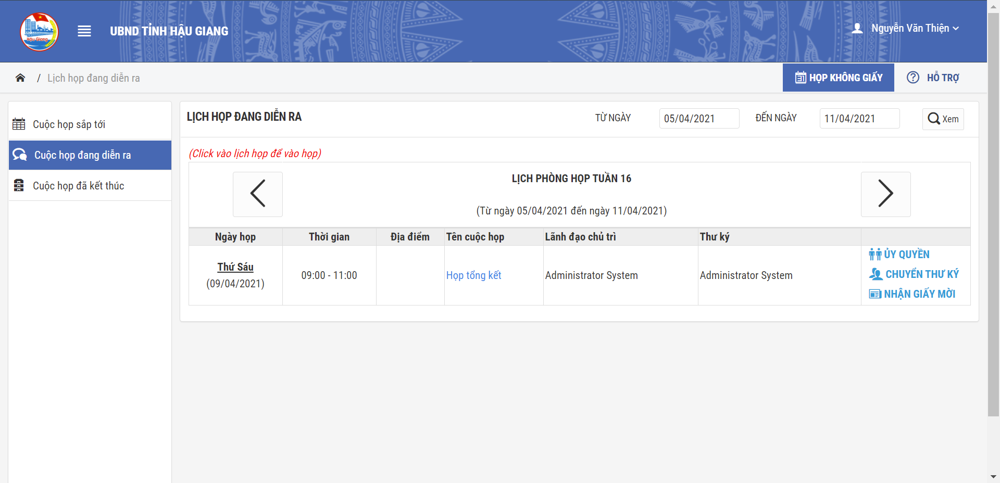 Hậu Giang
UBND TỈNH HẬU GIANG
Nguyễn Văn Thiện
/ Lịch họp đang diễn ra
31 HỌP KHÔNG GIẤY
? HỖ TRỢ
Cuộc họp sắp tới
Cuộc họp đang diễn ra
Cuộc họp đã kết thúc
LỊCH HỌP ĐANG DIỄN RA
TỪ NGÀY 05/04/2021 ĐẾN NGÀY 11/04/2021 Xem
(Click vào lịch họp để vào họp)
LỊCH PHÒNG HỌP TUẦN 16
(Từ ngày 05/04/2021 đến ngày 11/04/2021)
Ngày họp Thời gian Địa điểm Tên cuộc họp Lãnh đạo chủ trì Thư ký
Thứ Sáu
(09/04/2021)
09:00 - 11:00
Họp tổng kết
Administrator System
Administrator System
ỦY QUYỀN
CHUYỂN THƯ KÝ
NHẬN GIẤY MỜI